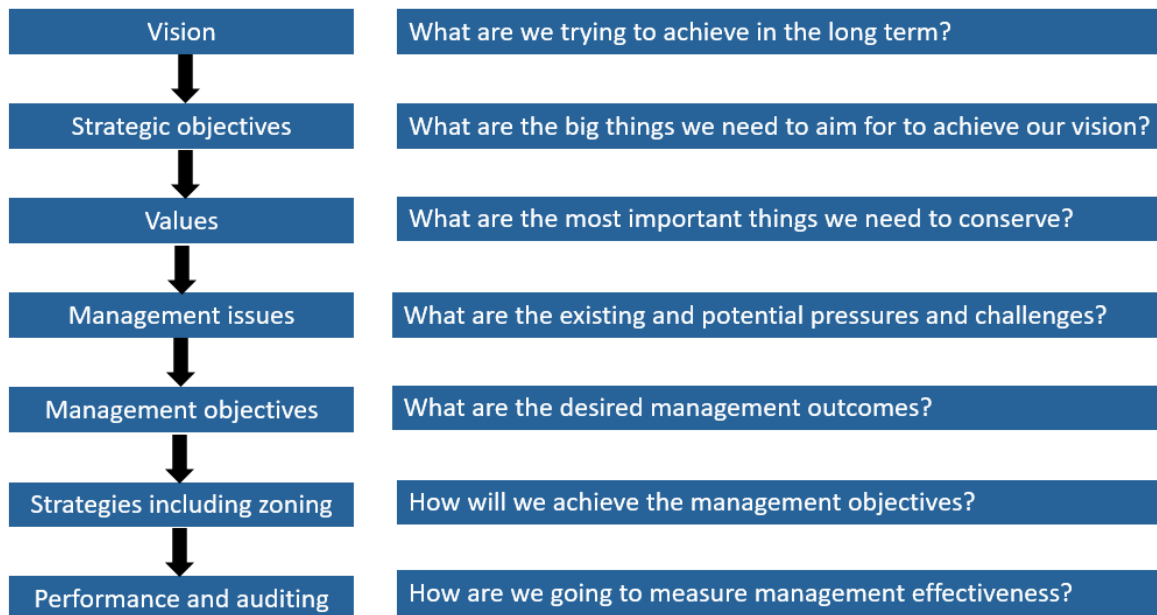 Vision
What are we trying to achieve in the long term?
Strategic objectives
What are the big things we need to aim for to achieve our vision?
Values
What are the most important things we need to conserve?
Management issues
What are the existing and potential pressures and challenges?
Management objectives
What are the desired management outcomes?
Strategies including zoning
How will we achieve the management objectives?
Performance and auditing
How are we going to measure management effectiveness?